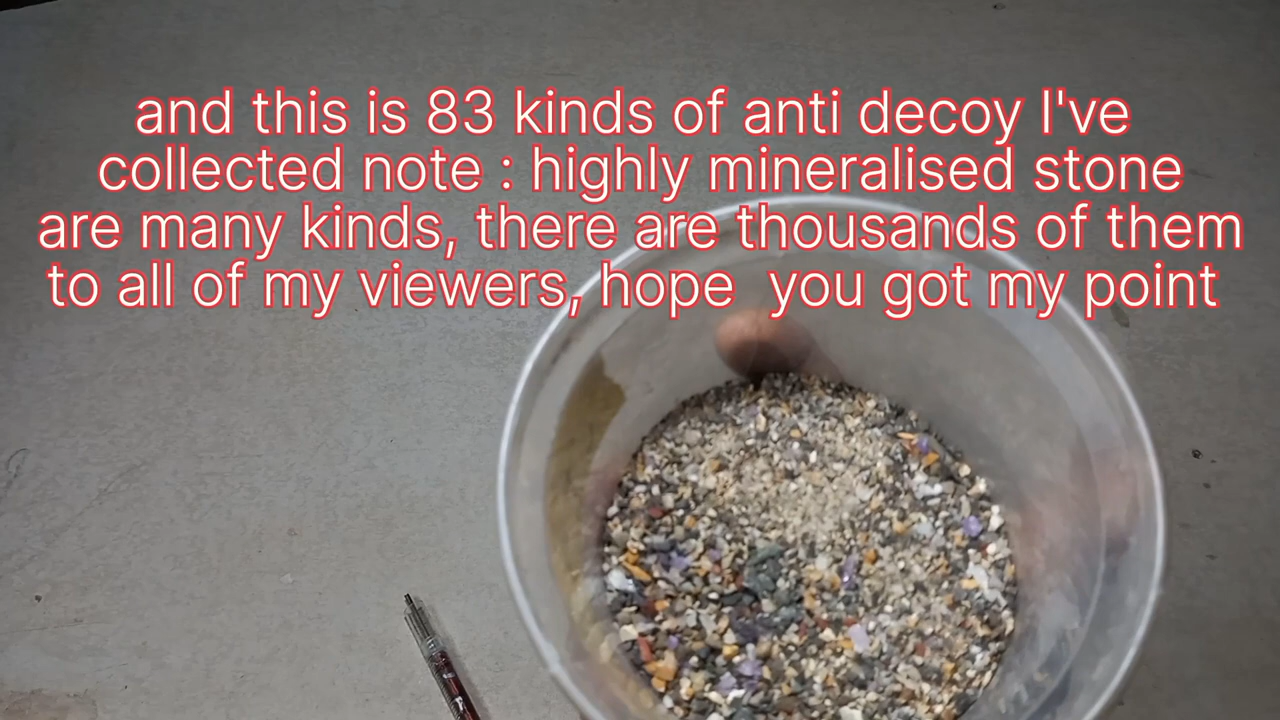 and this is 83 kinds of anti decoy I've
collected note : highly mineralised stone
are many kinds, there are thousands of them
to all of my viewers, hope  you got my point